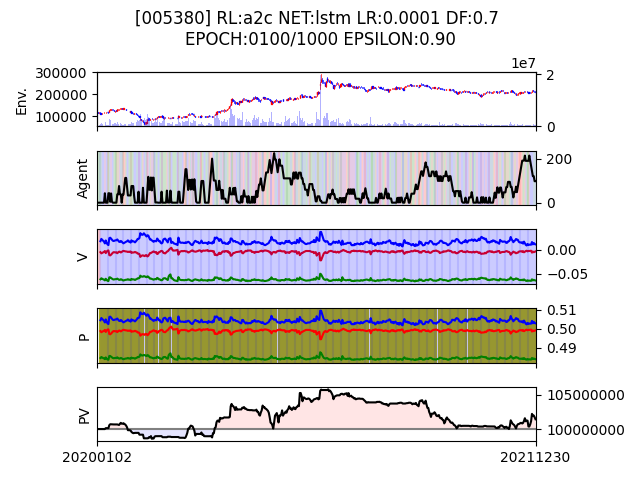 [005380] RL:a2c NET:lstm LR:0.0001 DF:0.7
EPOCH:0100/1000 EPSILON:0.90
1e7
300000
200000
100000
Env.
2
0
Agent
200
0
V
0.00
−0.05
P
0.51
0.50
0.49
PV
105000000
100000000
20200102
20211230